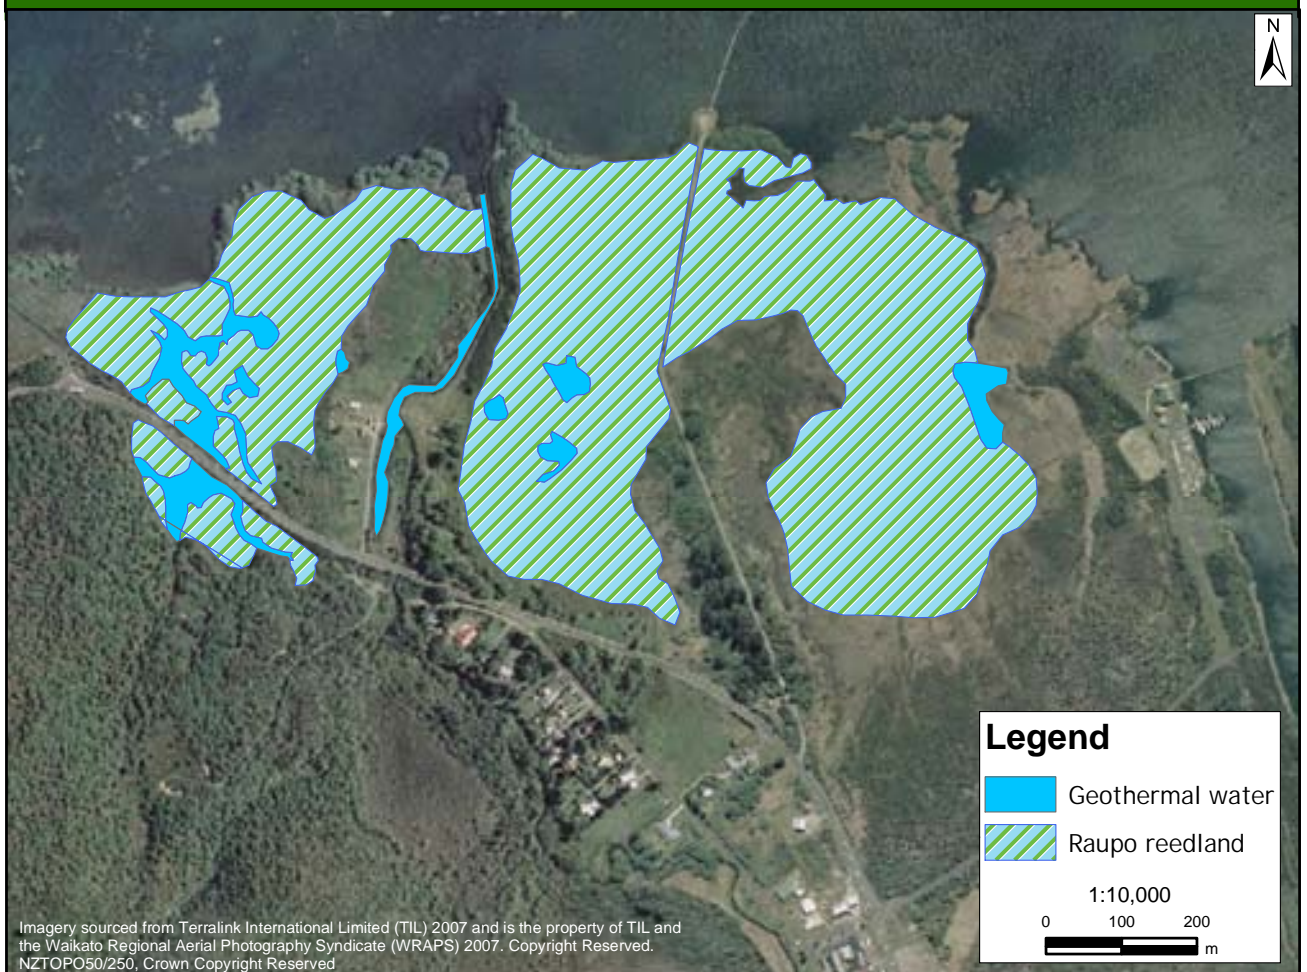 N
Legend
Geothermal water
Raupo reedland
1:10,000
0 100 200
m
Imagery sourced from Terralink International Limited (TIL) 2007 and is the property of TIL and
the Waikato Regional Aerial Photography Syndicate (WRAPS) 2007. Copyright Reserved.
NZTOPO50/250, Crown Copyright Reserved